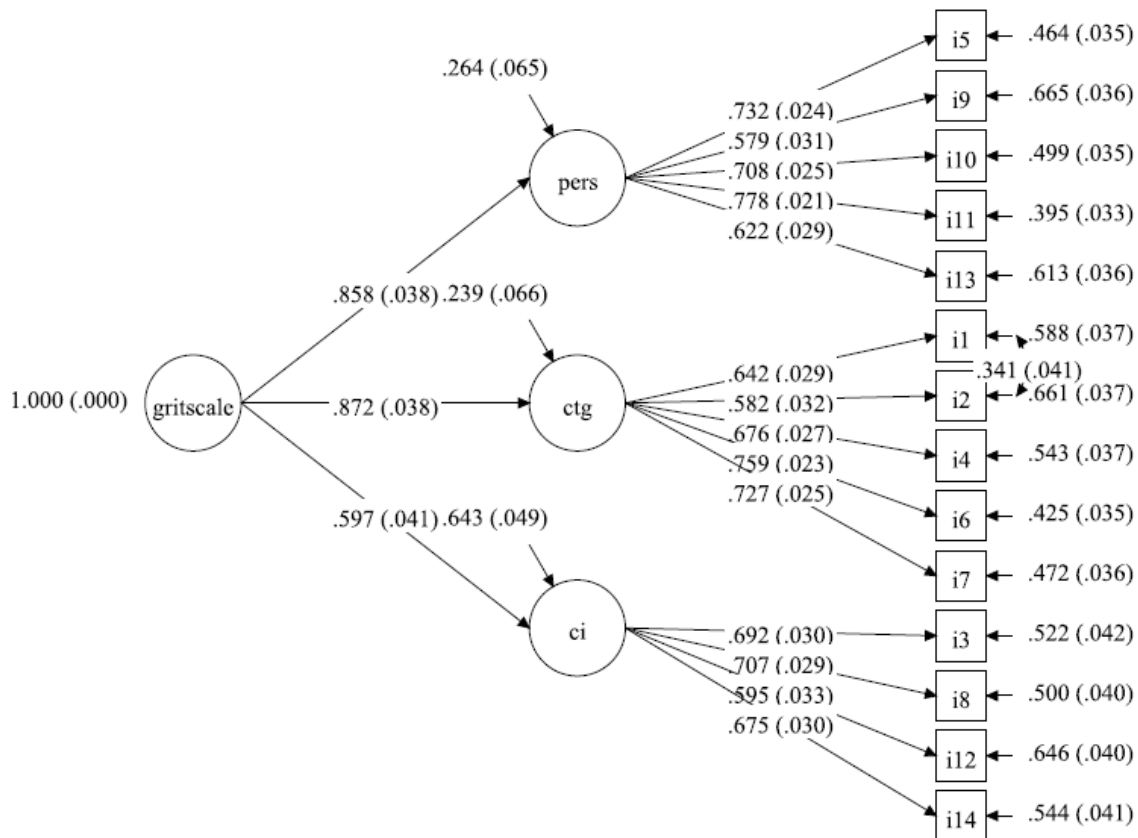 i5
.464 (.035)
.264 (.065)
i9
.665 (.036)
.732 (.024)
.579 (.031)
i10
.499 (.035)
.708 (.025)
pers
.778 (.021)
i11
.395 (.033)
.622 (.029)
i13
.613 (.036)
.858 (.038)
.239 (.066)
i1
.588 (.037)
.341 (.041)
.642 (.029)
1.000 (.000)
gritscale
.872 (.038)
ctg
.582 (.032)
i2
.661 (.037)
.676 (.027)
i4
.543 (.037)
.759 (.023)
.727 (.025)
i6
.425 (.035)
.597 (.041)
.643 (.049)
i7
.472 (.036)
ci
.692 (.030)
i3
.522 (.042)
.707 (.029)
.595 (.033)
i8
.500 (.040)
.675 (.030)
i12
.646 (.040)
i14
.544 (.041)